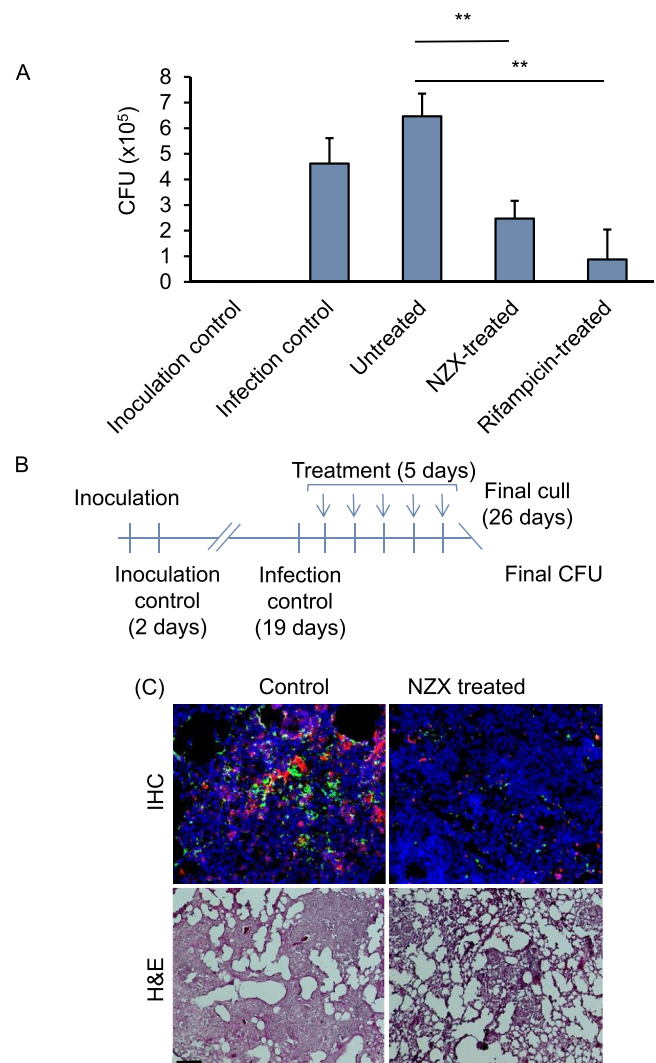 A
**
**
CFU (x10⁵)
8
7
6
5
4
3
2
1
0
Inoculation control
Infection control
Untreated
NZX-treated
Rifampicin-treated
B
Treatment (5 days)
Inoculation
Final cull
(26 days)
Inoculation
control
(2 days)
Infection
control
(19 days)
Final CFU
(C)
Control
NZX treated
IHC
H&E